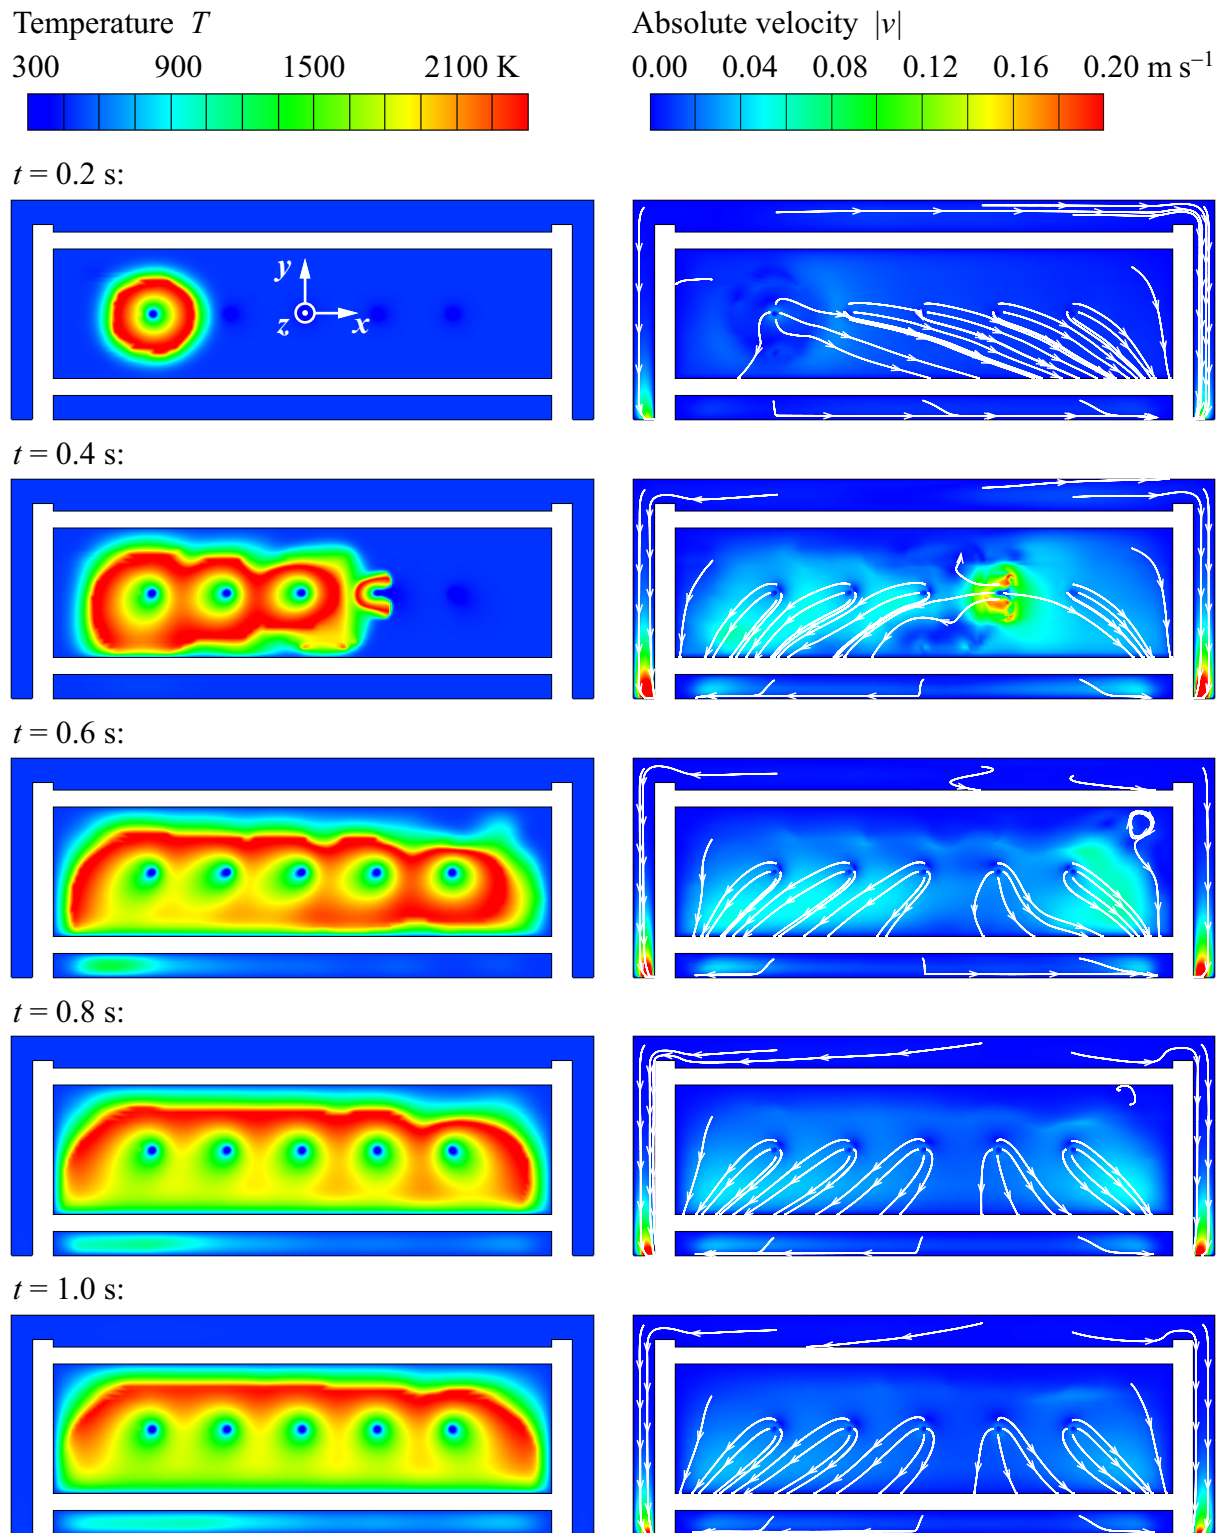 Temperature T
Absolute velocity |v|
300 900 1500 2100 K
0.00 0.04 0.08 0.12 0.16 0.20 m s⁻¹
t = 0.2 s:
y
z
x
t = 0.4 s:
t = 0.6 s:
t = 0.8 s:
t = 1.0 s: